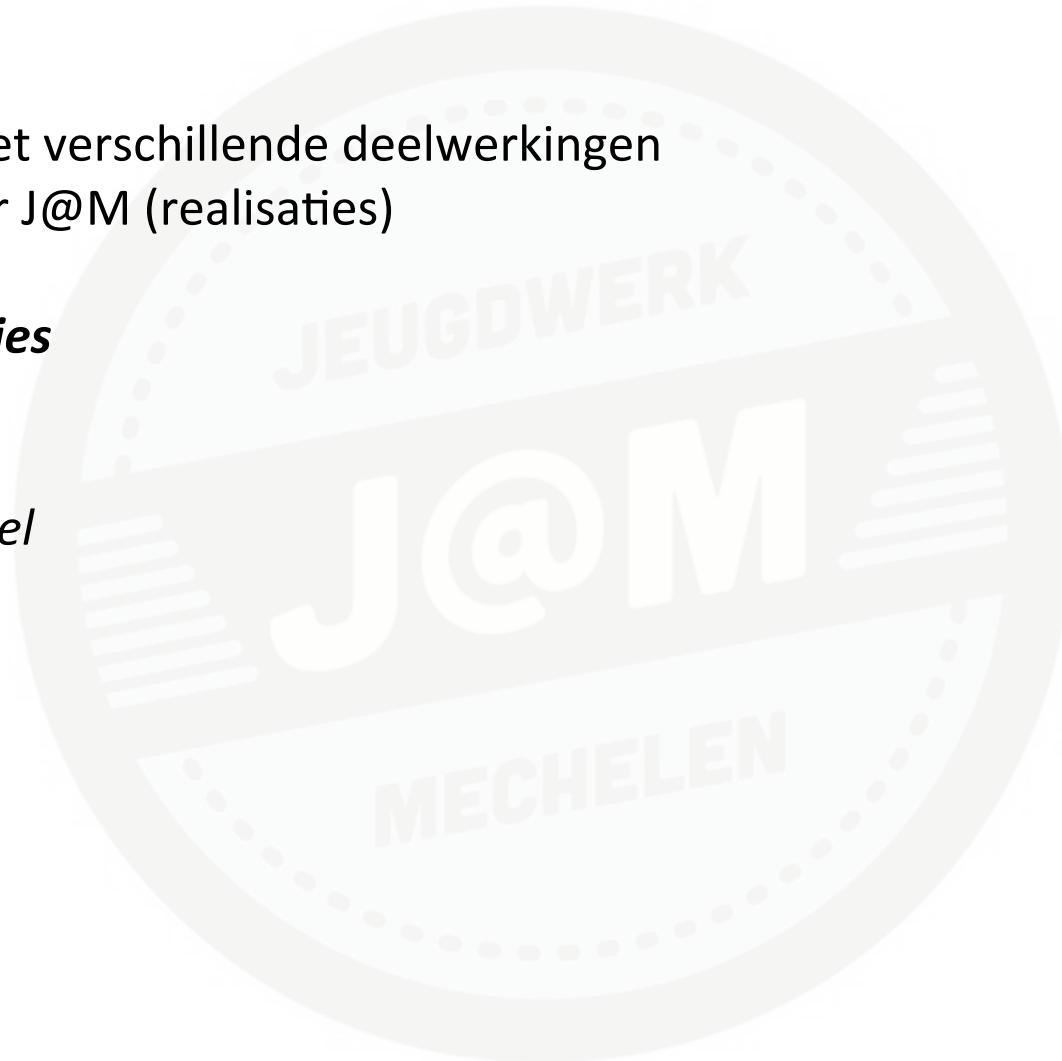 et verschillende deelwerkingen
r J@M (realisaties)
ies
el
JEUGDWERK
J@M
MECHELEN